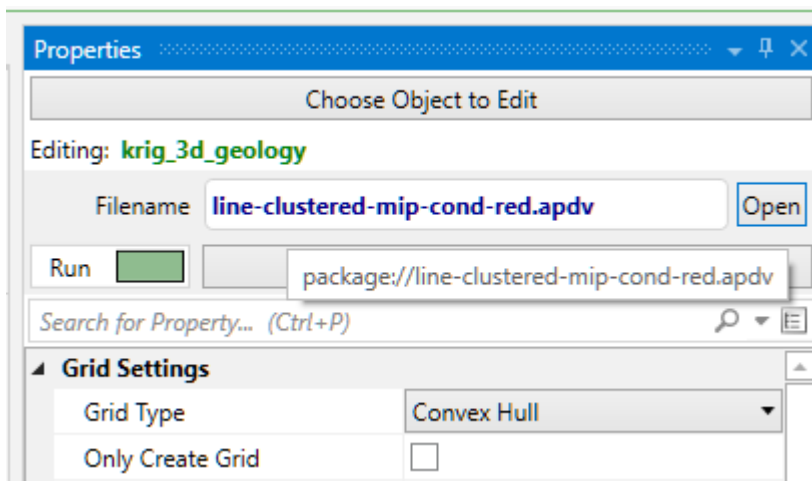 Properties
Choose Object to Edit
Editing: krig_3d_geology
Filename line-clustered-mip-cond-red.apdv Open
Run
package://line-clustered-mip-cond-red.apdv
Search for Property... (Ctrl+P)
Grid Settings
Grid Type Convex Hull
Only Create Grid